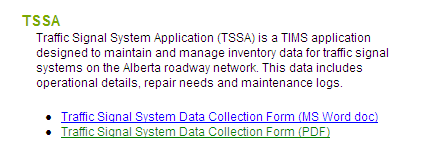 TSSA
Traffic Signal System Application (TSSA) is a TIMS application
designed to maintain and manage inventory data for traffic signal
systems on the Alberta roadway network. This data includes
operational details, repair needs and maintenance logs.
• Traffic Signal System Data Collection Form (MS Word doc)
• Traffic Signal System Data Collection Form (PDF)